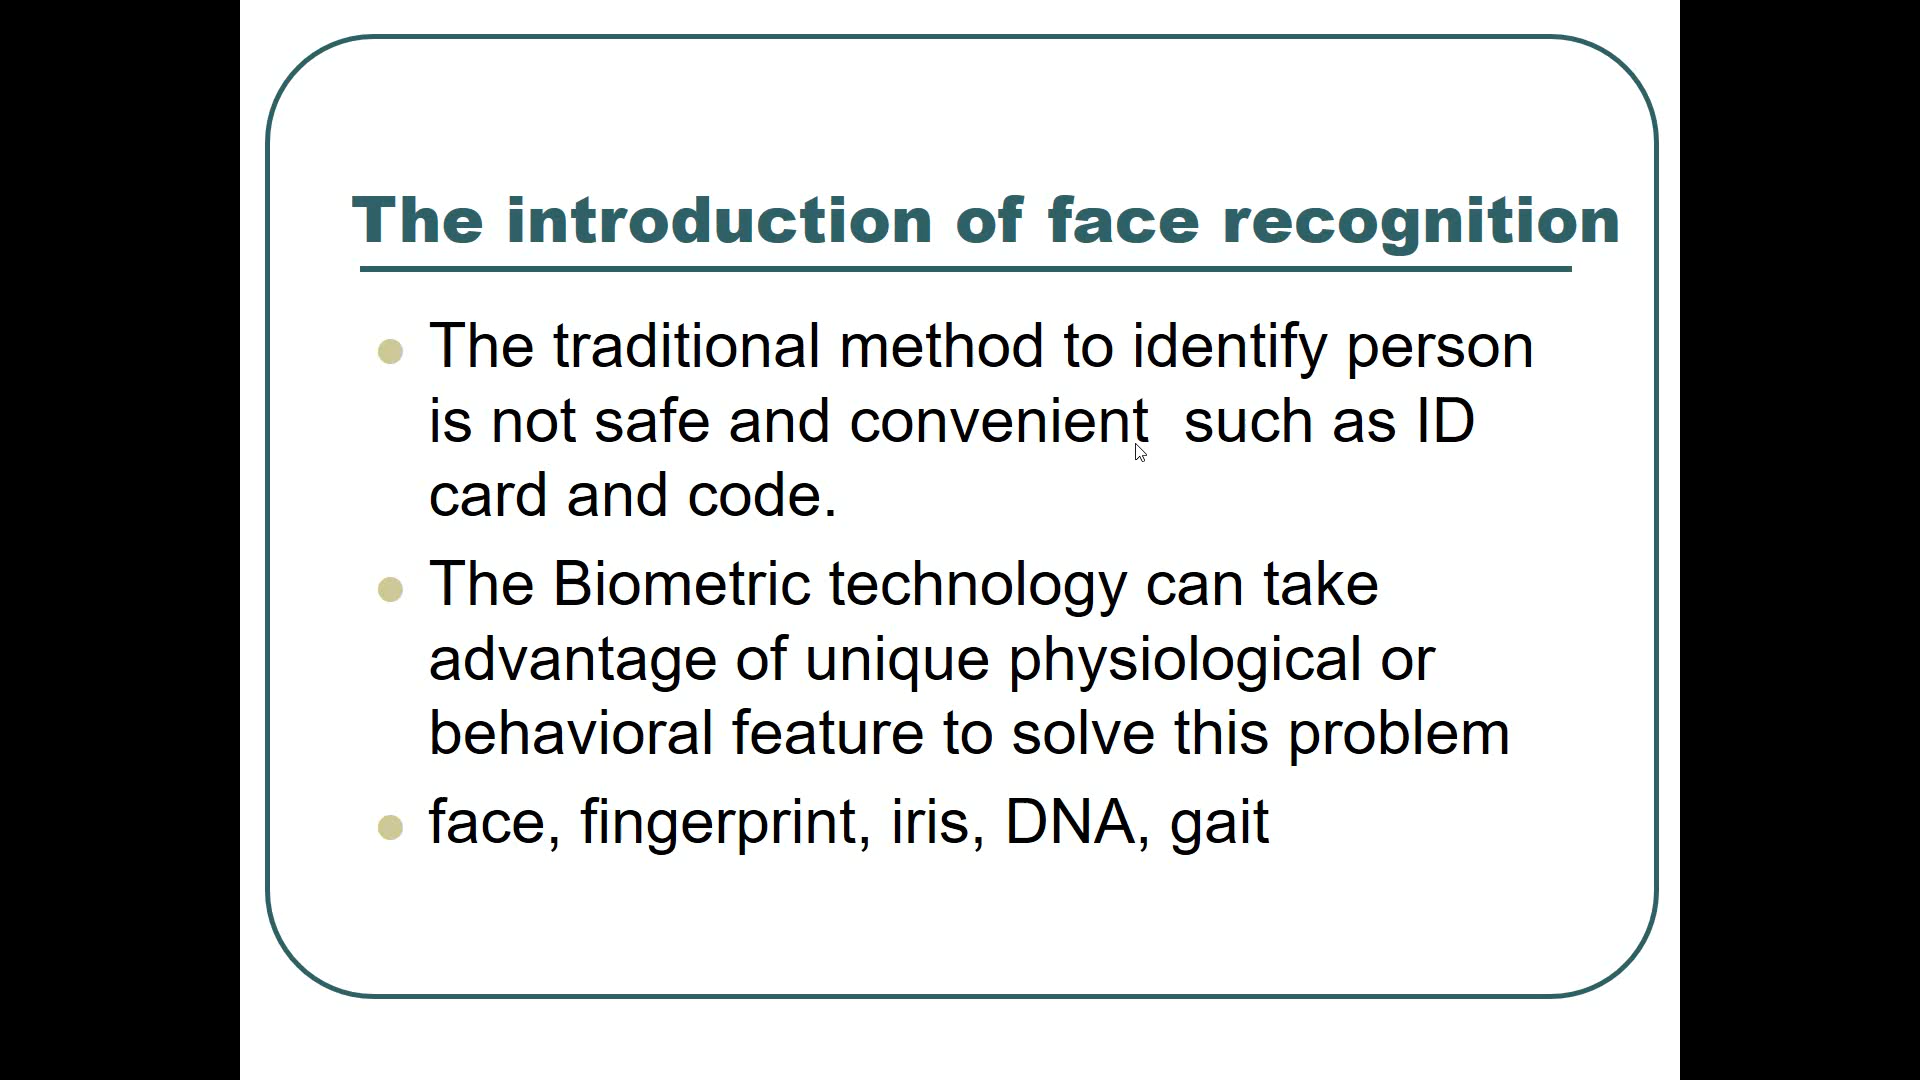 The introduction of face recognition
The traditional method to identify person
is not safe and convenient  such as ID
card and code.
The Biometric technology can take
advantage of unique physiological or
behavioral feature to solve this problem
face, fingerprint, iris, DNA, gait